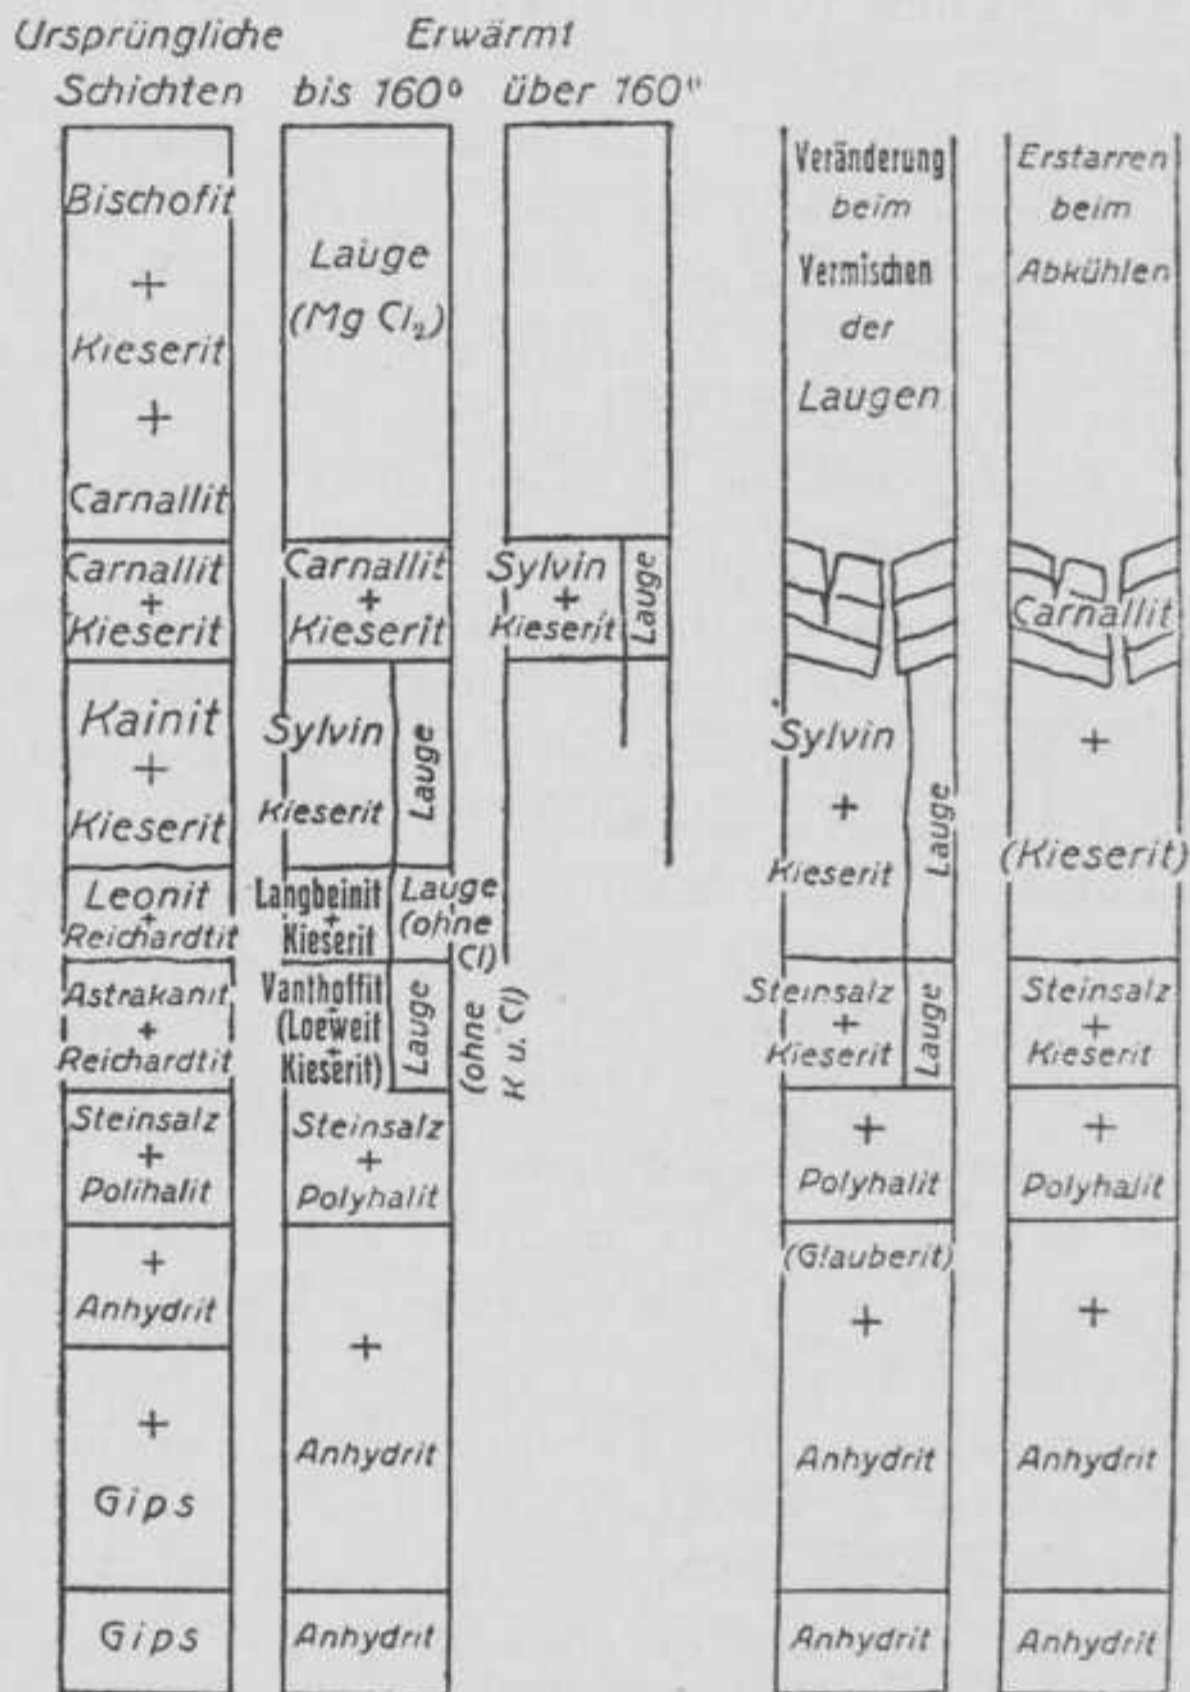 Ursprüngliche
Schichten
Erwärmt
bis 160°
über 160"
Bischofit
+
Kieserit
+
Carnallit
Carnallit
+
Kieserit
Kainit
+
Kieserit
Leonit
+
Reichardtit
Astrakanit
+
Reichardtit
Steinsalz
+
Polihalit
+
Anhydrit
+
Gips
Gips
Lauge
(Mg Cl₂)
Carnallit
+
Kieserit
Sylvin
Kieserit
Lauge
Langbeinit
+
Kieserit
Lauge
(ohne
Cl)
Vanthoffit
(Loeweit
+
Kieserit)
Lauge
(ohne
K u. Cl)
Steinsalz
+
Polyhalit
+
Anhydrit
Anhydrit
Sylvin
+
Kieserit
Lauge
Veränderung
beim
Vermischen
der
Laugen
Sylvin
+
Kieserit
Lauge
Steinsalz
+
Kieserit
Lauge
+
Polyhalit
(Glauberit)
+
Anhydrit
Anhydrit
Erstarren
beim
Abkühlen
Carnallit
+
(Kieserit)
Steinsalz
+
Kieserit
+
Polyhalit
+
Anhydrit
Anhydrit